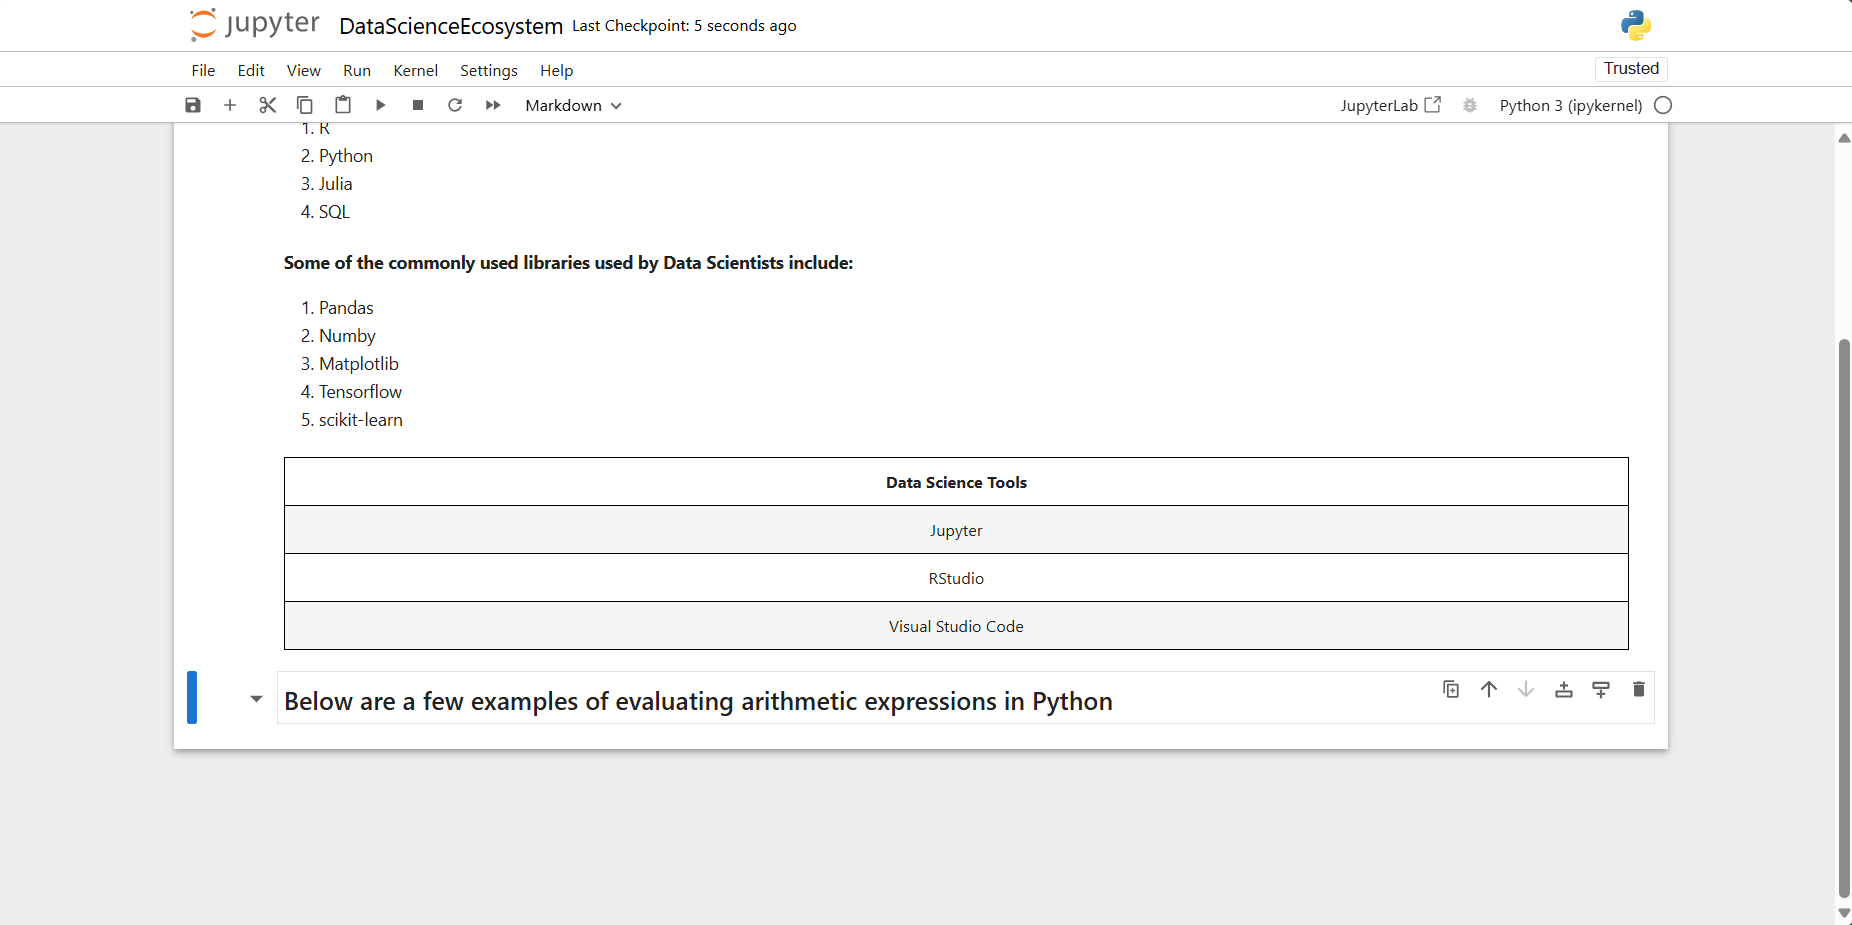 jupyter DataScienceEcosystem Last Checkpoint: 5 seconds ago
File Edit View Run Kernel Settings Help Trusted
Markdown JupyterLab Python 3 (ipykernel)
1. R
2. Python
3. Julia
4. SQL
Some of the commonly used libraries used by Data Scientists include:
1. Pandas
2. Numby
3. Matplotlib
4. Tensorflow
5. scikit-learn
Data Science Tools
Jupyter
RStudio
Visual Studio Code
Below are a few examples of evaluating arithmetic expressions in Python